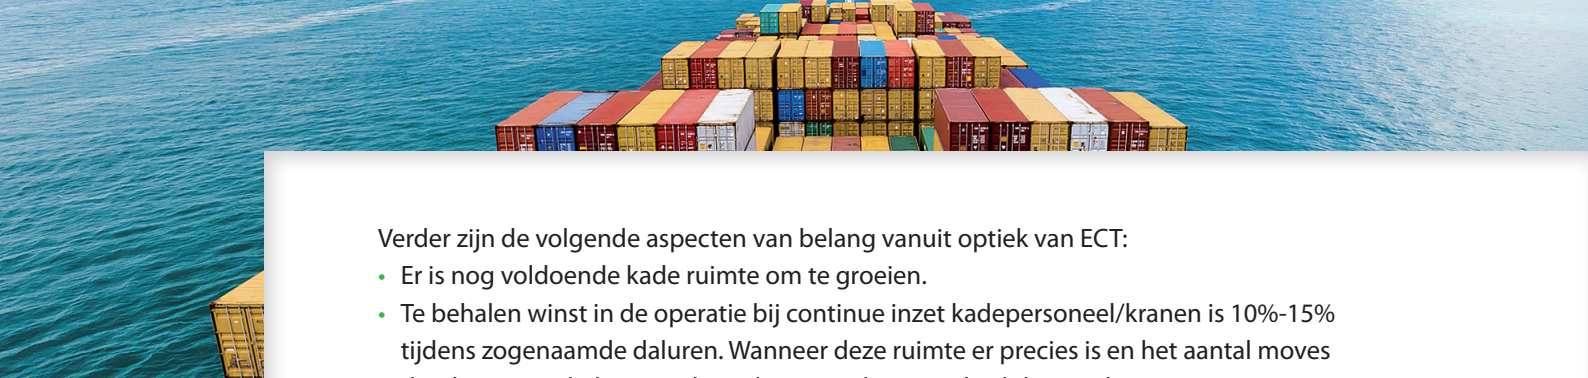 Verder zijn de volgende aspecten van belang vanuit optiek van ECT:
• Er is nog voldoende kade ruimte om te groeien.
• Te behalen winst in de operatie bij continue inzet kadepersoneel/kranen is 10%-15%
tijdens zogenaamde daluren. Wanneer deze ruimte er precies is en het aantal moves